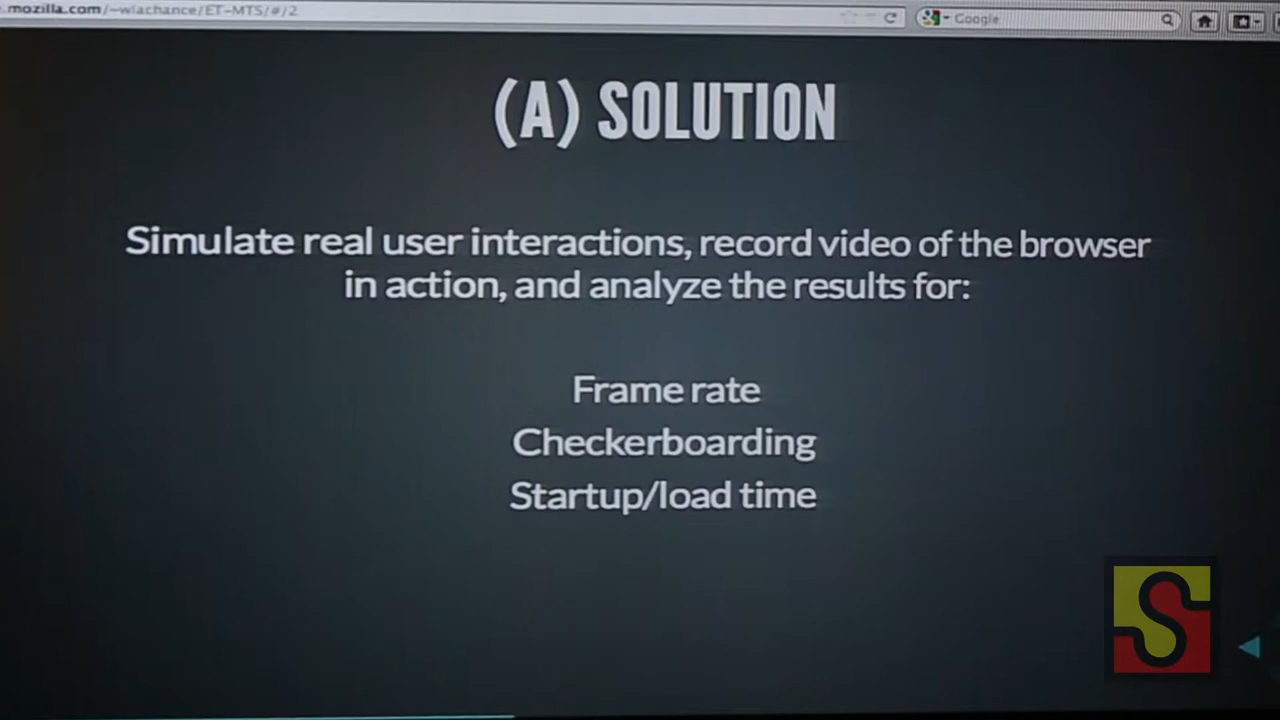 .mozilla.com/~wlachance/ET-MTS/#/2
Google
(A) SOLUTION
Simulate real user interactions, record video of the browser
in action, and analyze the results for:
Frame rate
Checkerboarding
Startup/load time
S